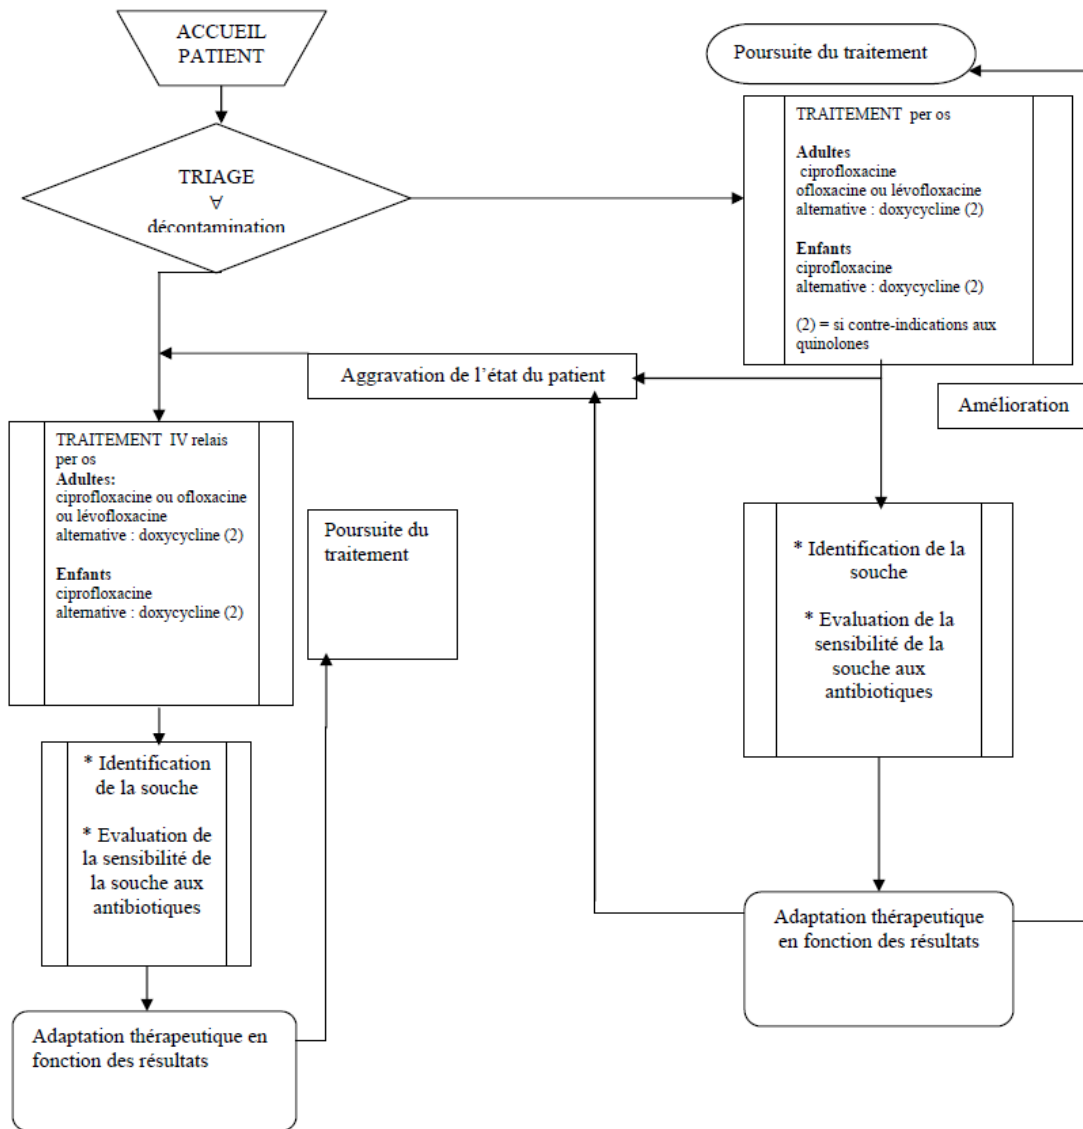 ACCUEIL
PATIENT
TRIAGE
∀
décontamination
Poursuite du traitement
TRAITEMENT per os
Adultes
ciprofloxacine
ofloxacine ou lévofloxacine
alternative : doxycycline (2)
Enfants
ciprofloxacine
alternative : doxycycline (2)
(2) = si contre-indications aux
quinolones
Aggravation de l’état du patient
Amélioration
TRAITEMENT IV relais
per os
Adultes:
ciprofloxacine ou ofloxacine
ou lévofloxacine
alternative : doxycycline (2)
Enfants
ciprofloxacine
alternative : doxycycline (2)
Poursuite du
traitement
* Identification de la
souche
* Evaluation de la
sensibilité de la
souche aux
antibiotiques
* Identification
de la souche
* Evaluation de
la sensibilité de
la souche aux
antibiotiques
Adaptation thérapeutique
en fonction des résultats
Adaptation thérapeutique en
fonction des résultats